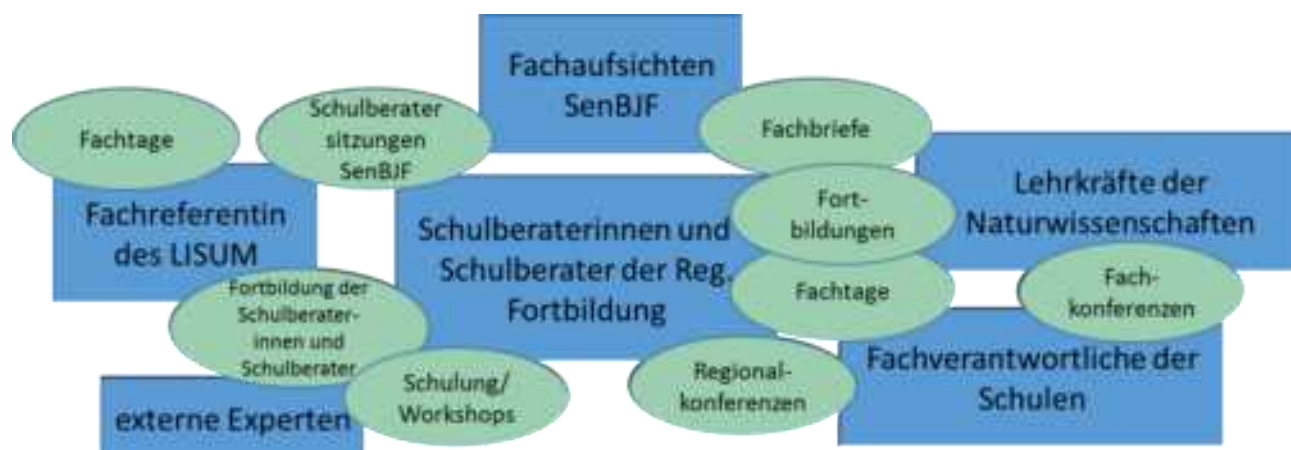 Fachaufsichten
SenBJF
Fachtage
Schulberater
sitzungen
SenBJF
Fachbriefe
Fachreferentin
des LISUM
Schulberaterinnen und
Schulberater der Reg.
Fortbildung
Fort-
bildungen
Lehrkräfte der
Naturwissenschaften
Fortbildung der
Schulberater-
innen und
Schulberater
Fachtage
Fach-
konferenzen
externe Experten
Schulung/
Workshops
Regional-
konferenzen
Fachverantwortliche der
Schulen